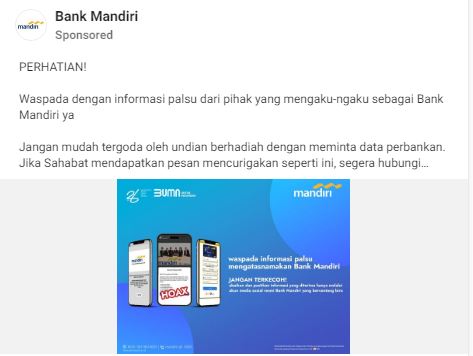 Bank Mandiri
Sponsored
PERHATIAN!
Waspada dengan informasi palsu dari pihak yang mengaku-ngaku sebagai Bank
Mandiri ya
Jangan mudah tergoda oleh undian berhadiah dengan meminta data perbankan.
Jika Sahabat mendapatkan pesan mencurigakan seperti ini, segera hubungi...
mandiri
BUMN
mandiri
waspada informasi palsu
mengatasnamakan Bank Mandiri
JANGAN TERKECOH!
mandiri
HOAX